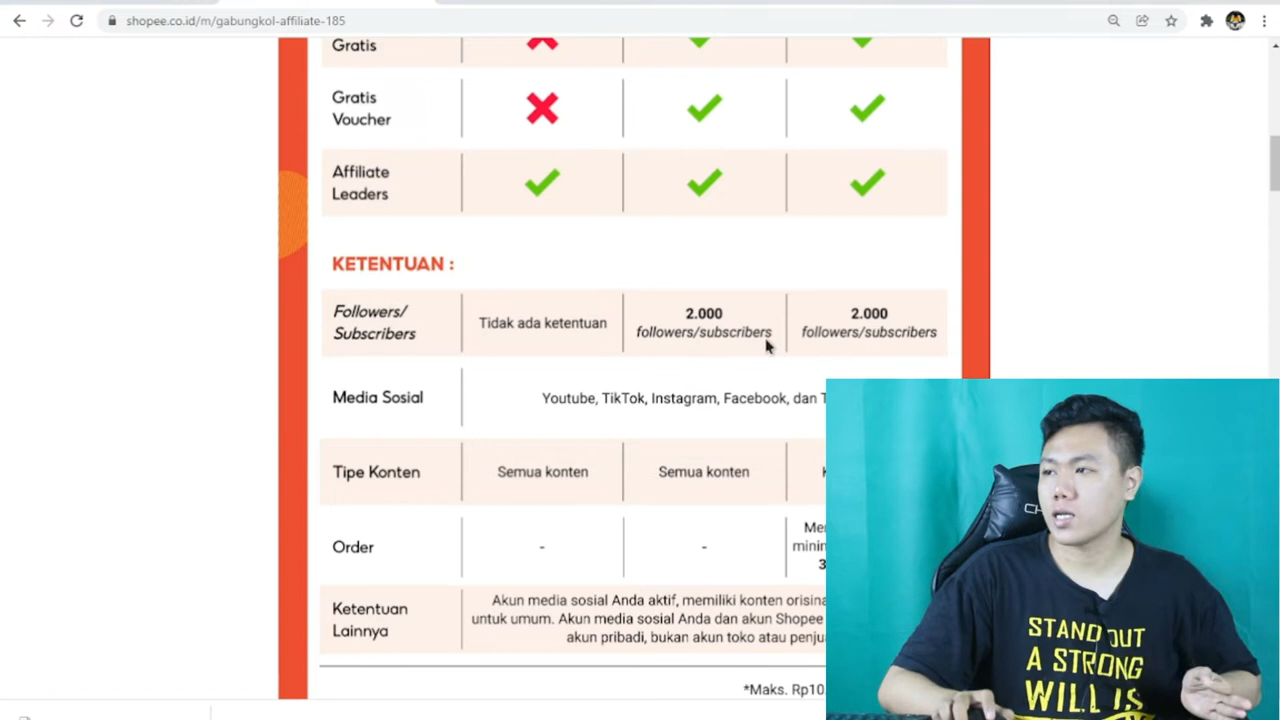 shopee.co.id/m/gabungkol-affiliate-185
Gratis
Gratis
Voucher
Affiliate
Leaders
KETENTUAN :
Followers/
Subscribers
Tidak ada ketentuan
2.000
followers/subscribers
2.000
followers/subscribers
Media Sosial
Youtube, TikTok, Instagram, Facebook, dan
Tipe Konten
Semua konten
Semua konten
Order
-
-
Ketentuan
Lainnya
Akun media sosial Anda aktif, memiliki konten
untuk umum. Akun media sosial Anda dan akun Shopee
akun pribadi, bukan akun toko atau
*Maks.
STAND OUT
A STRONG
WILL IS